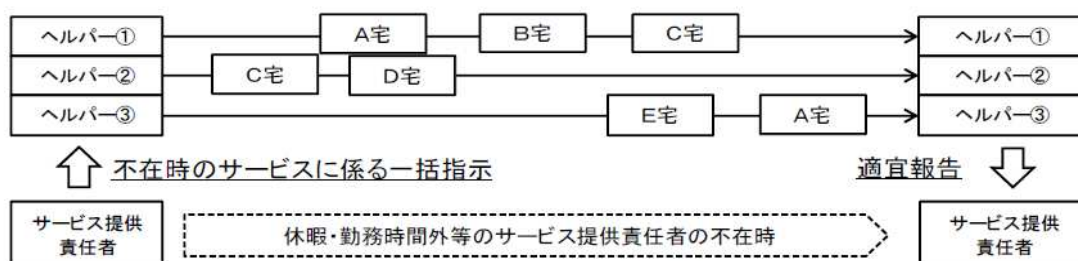 ヘルパー① A宅 B宅 C宅 ヘルパー①
ヘルパー② C宅 D宅 ヘルパー②
ヘルパー③ E宅 A宅 ヘルパー③
不在時のサービスに係る一括指示 適宜報告
サービス提供
責任者
休暇・勤務時間外等のサービス提供責任者の不在時
サービス提供
責任者